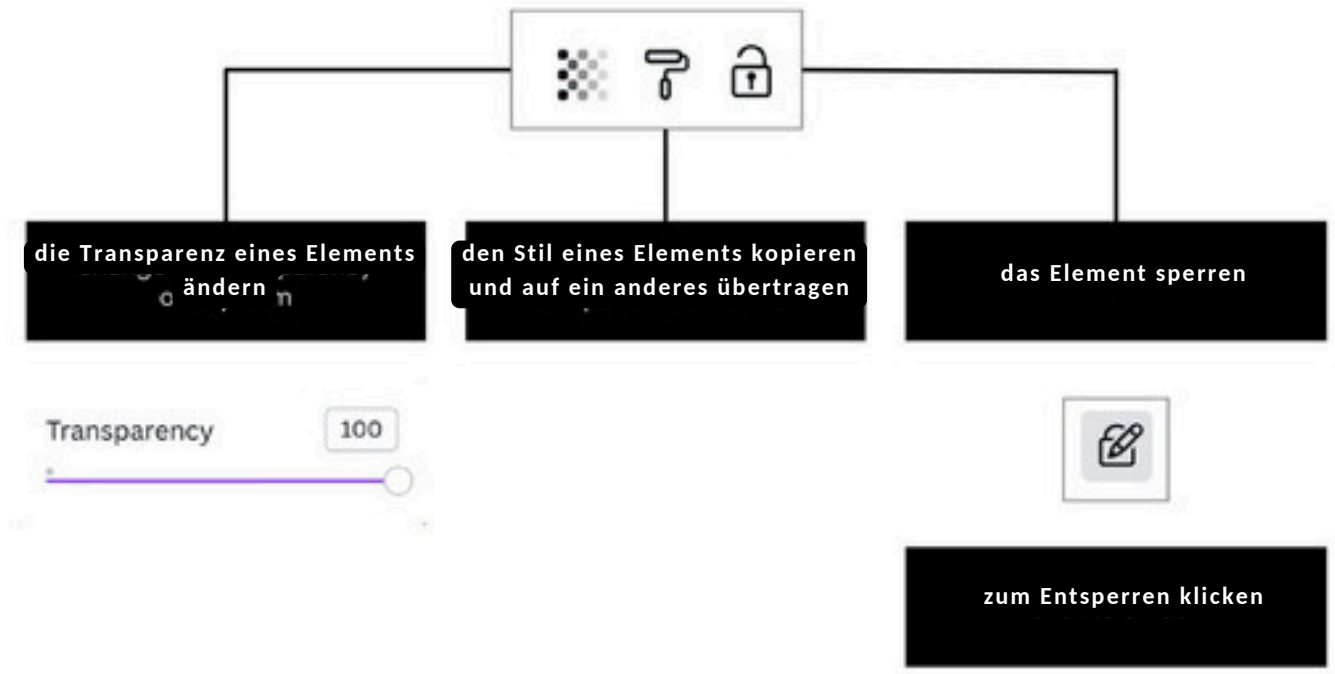 die Transparenz eines Elements
ändern
den Stil eines Elements kopieren
und auf ein anderes übertragen
das Element sperren
Transparency 100
zum Entsperren klicken